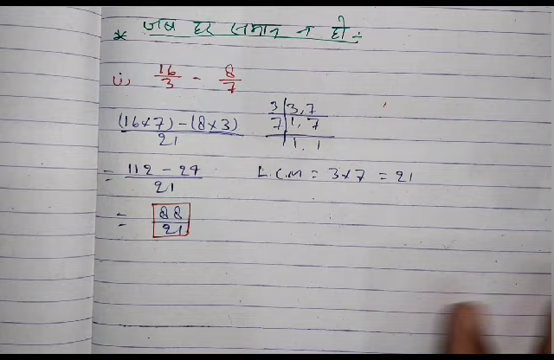 * जब हर समान न हो :-
(i) 16/3 - 8/7
(16×7) - (8×3) / 21
3 | 3, 7
7 | 1, 7
1, 1
= 112 - 24 / 21
L.C.M = 3×7 = 21
= 88/21